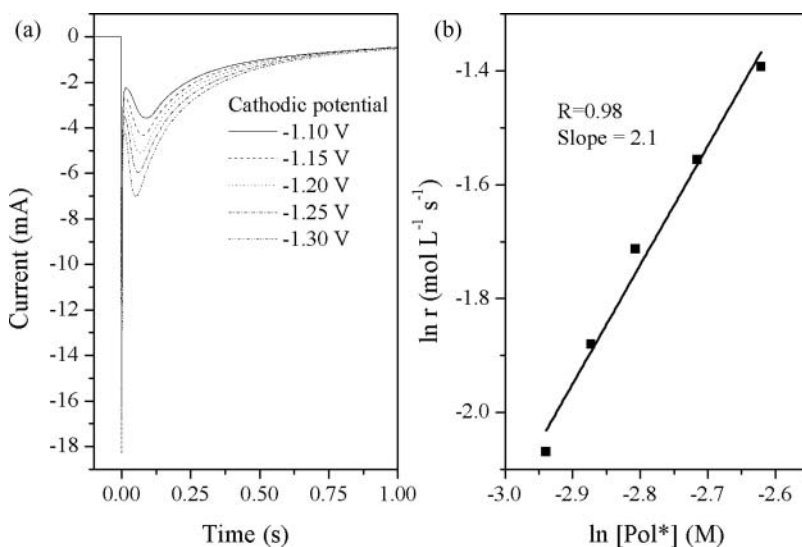 (a)
0
-2
-4
-6
-8
-10
-12
-14
-16
-18
Current (mA)
Cathodic potential
-1.10 V
-1.15 V
-1.20 V
-1.25 V
-1.30 V
0.00 0.25 0.50 0.75 1.00
Time (s)
(b)
-1.4
-1.6
-1.8
-2.0
ln r (mol L⁻¹ s⁻¹)
R=0.98
Slope = 2.1
-3.0 -2.9 -2.8 -2.7 -2.6
ln [Pol*] (M)